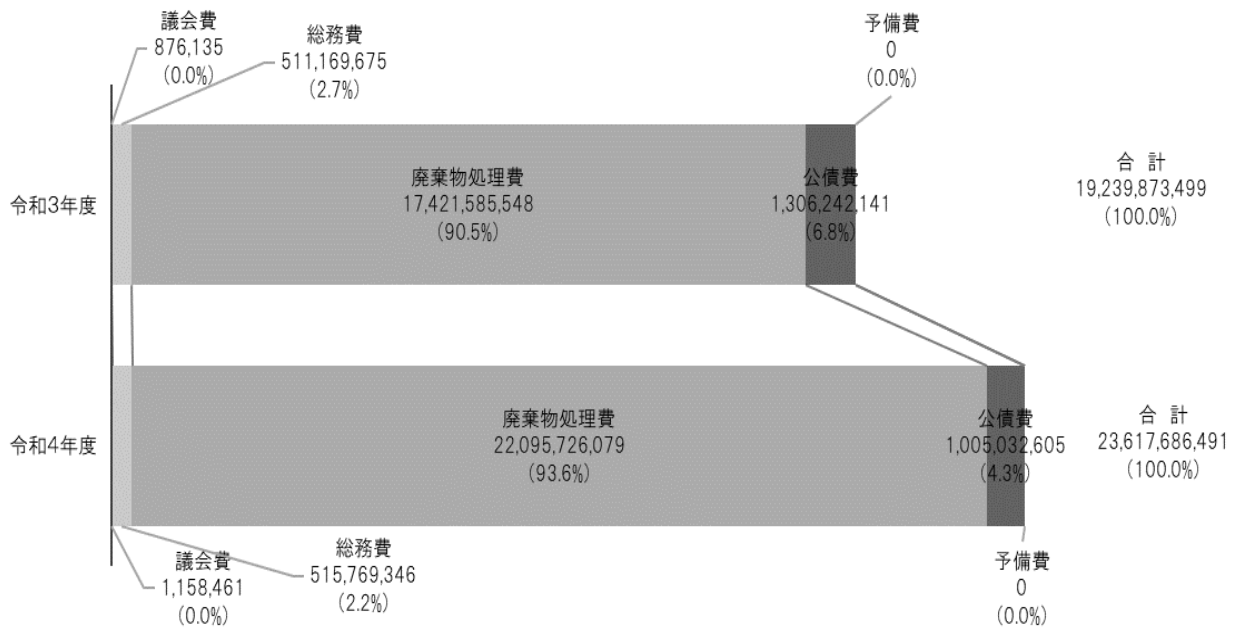 議会費
876,135
(0.0%)
総務費
511,169,675
(2.7%)
予備費
0
(0.0%)
令和3年度
廃棄物処理費
17,421,585,548
(90.5%)
公債費
1,306,242,141
(6.8%)
合 計
19,239,873,499
(100.0%)
令和4年度
廃棄物処理費
22,095,726,079
(93.6%)
公債費
1,005,032,605
(4.3%)
合 計
23,617,686,491
(100.0%)
議会費
1,158,461
(0.0%)
総務費
515,769,346
(2.2%)
予備費
0
(0.0%)